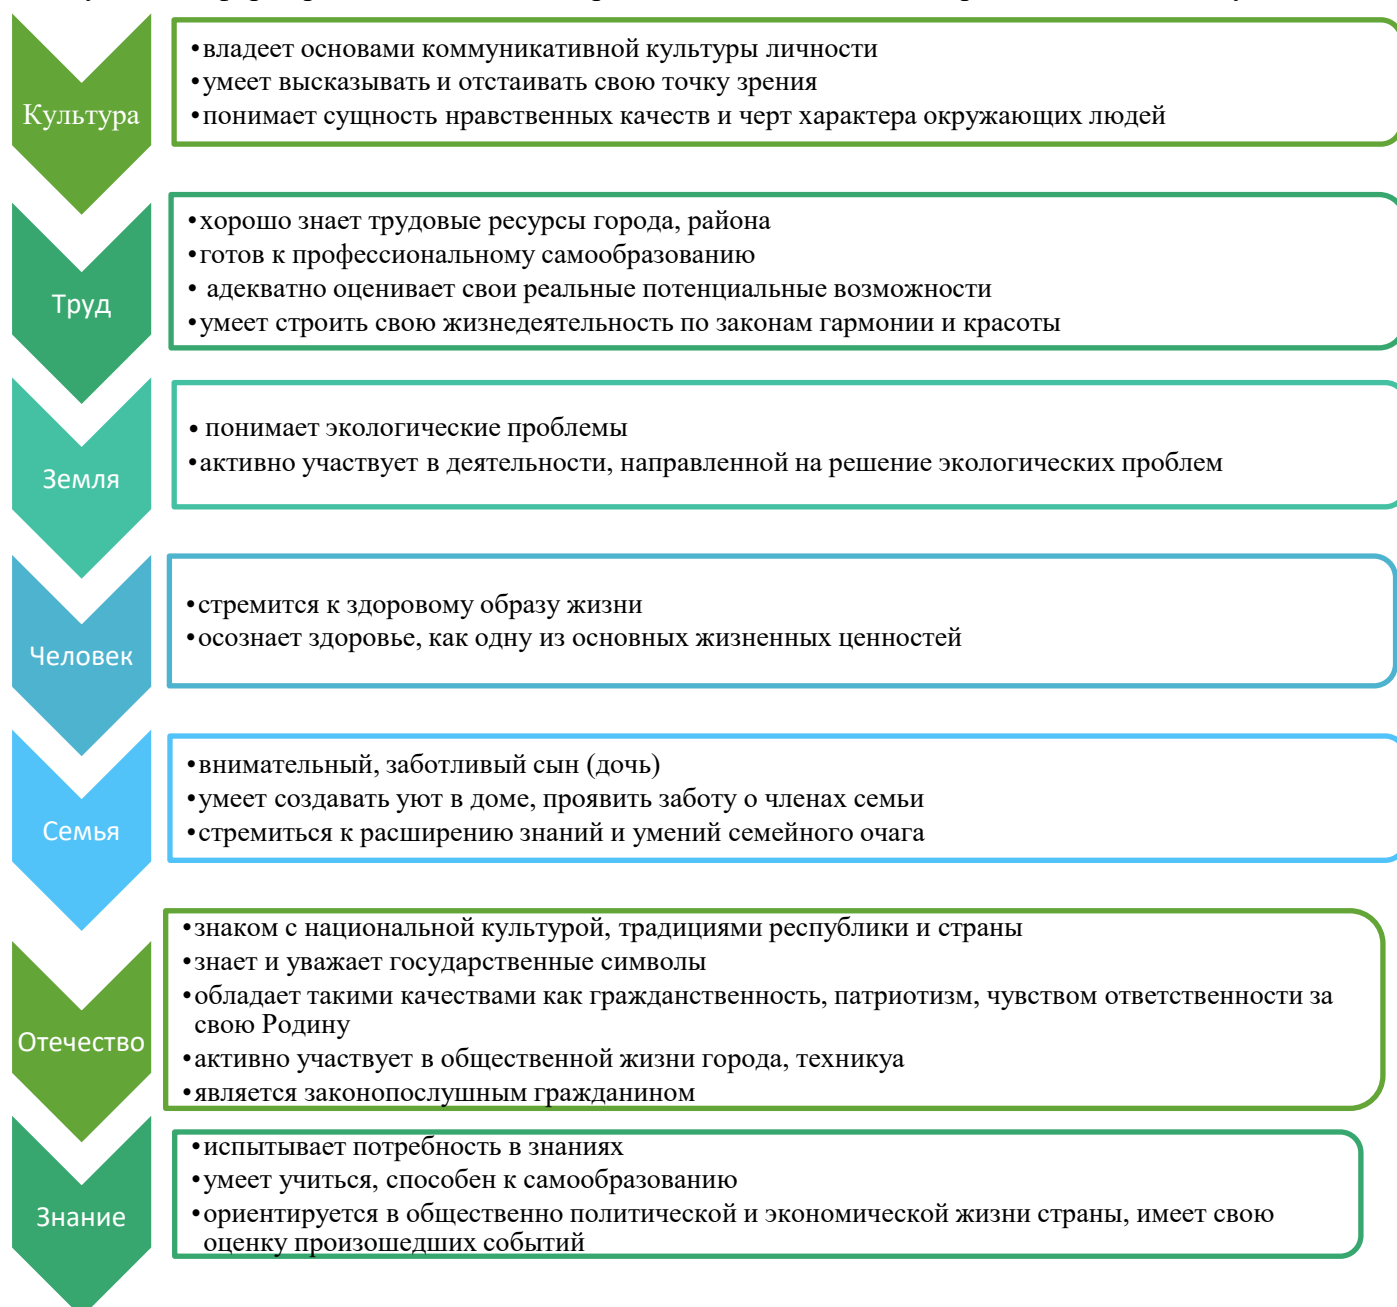 •владеет основами коммуникативной культуры личности
•умеет высказывать и отстаивать свою точку зрения
•понимает сущность нравственных качеств и черт характера окружающих людей
Культура
•хорошо знает трудовые ресурсы города, района
•готов к профессиональному самообразованию
• адекватно оценивает свои реальные потенциальные возможности
•умеет строить свою жизнедеятельность по законам гармонии и красоты
Труд
• понимает экологические проблемы
•активно участвует в деятельности, направленной на решение экологических проблем
Земля
•стремится к здоровому образу жизни
•осознает здоровье, как одну из основных жизненных ценностей
Человек
•внимательный, заботливый сын (дочь)
•умеет создавать уют в доме, проявить заботу о членах семьи
•стремиться к расширению знаний и умений семейного очага
Семья
•знаком с национальной культурой, традициями республики и страны
•знает и уважает государственные символы
•обладает такими качествами как гражданственность, патриотизм, чувством ответственности за
свою Родину
•активно участвует в общественной жизни города, техникуа
•является законопослушным гражданином
Отечество
•испытывает потребность в знаниях
•умеет учиться, способен к самообразованию
•ориентируется в общественно политической и экономической жизни страны, имеет свою
оценку произошедших событий
Знание